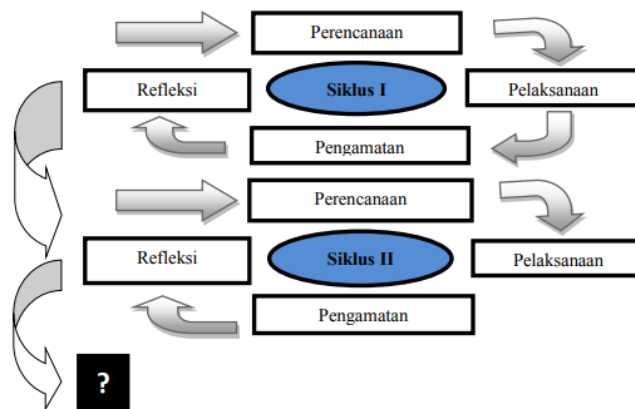 Perencanaan
Refleksi
Siklus I
Pelaksanaan
Pengamatan
Perencanaan
Refleksi
Siklus II
Pelaksanaan
Pengamatan
?